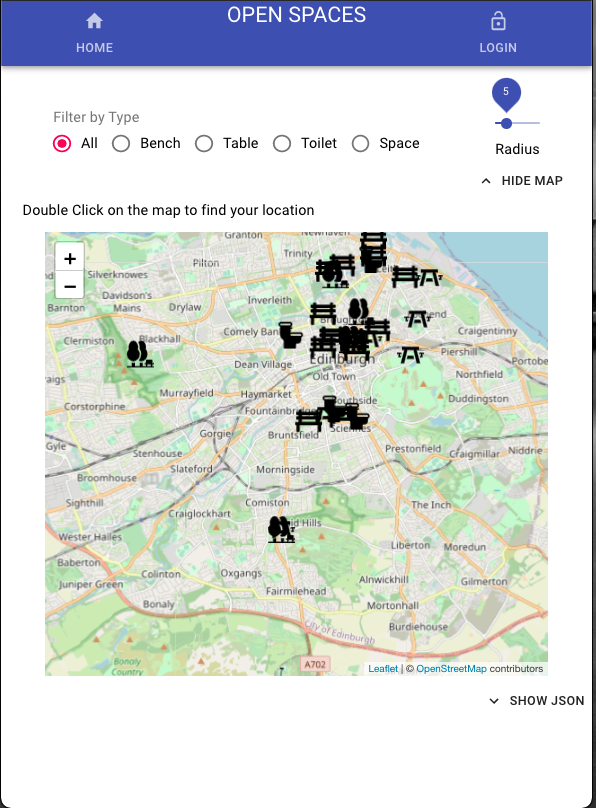 OPEN SPACES
HOME
LOGIN
Filter by Type
5
All Bench Table Toilet Space
Radius
HIDE MAP
Double Click on the map to find your location
Granton
Newhaven
Trinity
Pilton
+
Silverknowes
Davidson's
Mains
Inverleith
Barnton
Drylaw
−
Comely
Craigentinny
Clermiston
Blackhall
Piershill
Dean Village
Edinburgh
Old Town
Northfield
Murrayfield
Haymarket
Duddingston
Corstorphine
Fountainbridge
Gorgie
Bruntsfield
Sciennes
Stenhouse
Prestonfield
Craigmillar
Niddrie
Slateford
Morningside
Broomhouse
Sighthill
Comiston
The Inch
Craiglockhart
Wester Hailes
Liberton
Moredun
Baberton
Colinton
Oxgangs
Alnwickhill
Gilmerton
Juniper Green
Fairmilehead
Bonaly
Mortonhall
Burdiehouse
City of Edinburgh
Bonaly
Country
A702
Leaflet | © OpenStreetMap contributors
SHOW JSON